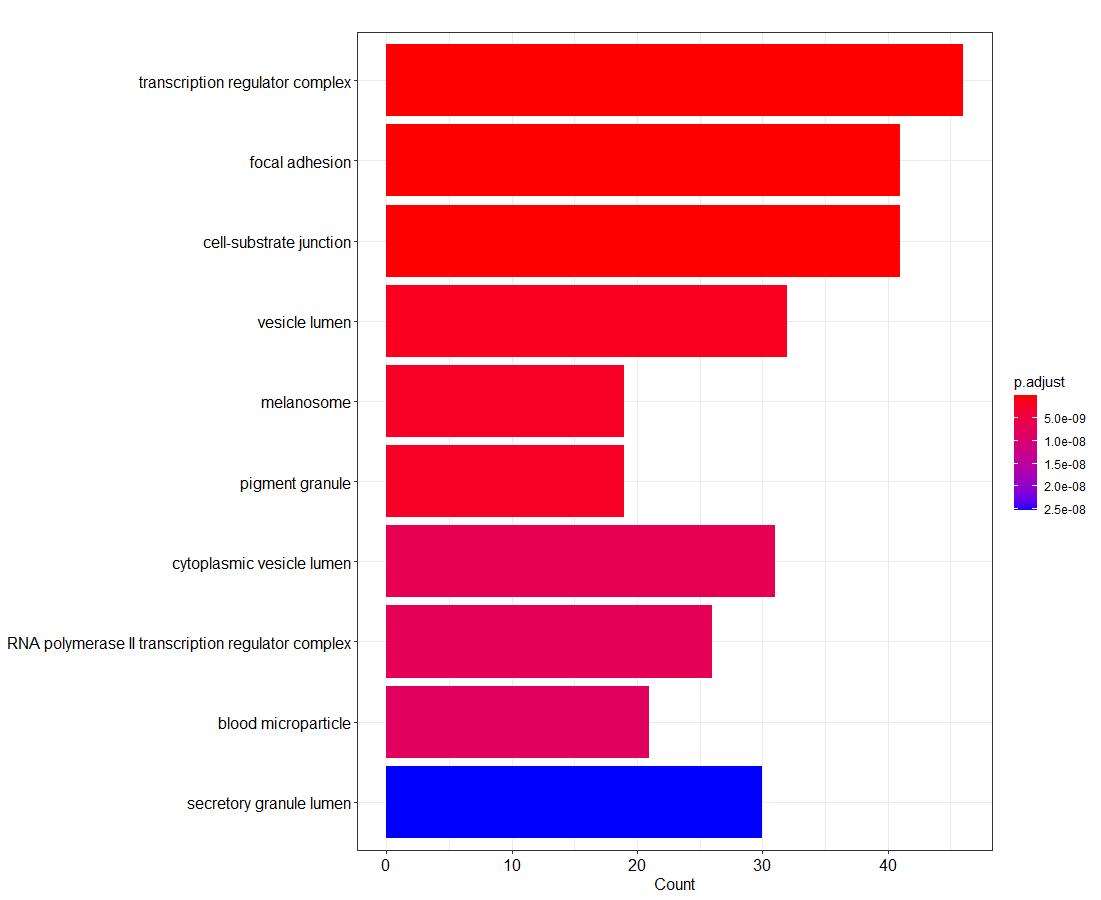 transcription regulator complex
focal adhesion
cell-substrate junction
vesicle lumen
melanosome
pigment granule
cytoplasmic vesicle lumen
RNA polymerase II transcription regulator complex
blood microparticle
secretory granule lumen
0 10 20 30 40
Count
p.adjust
5.0e-09
1.0e-08
1.5e-08
2.0e-08
2.5e-08